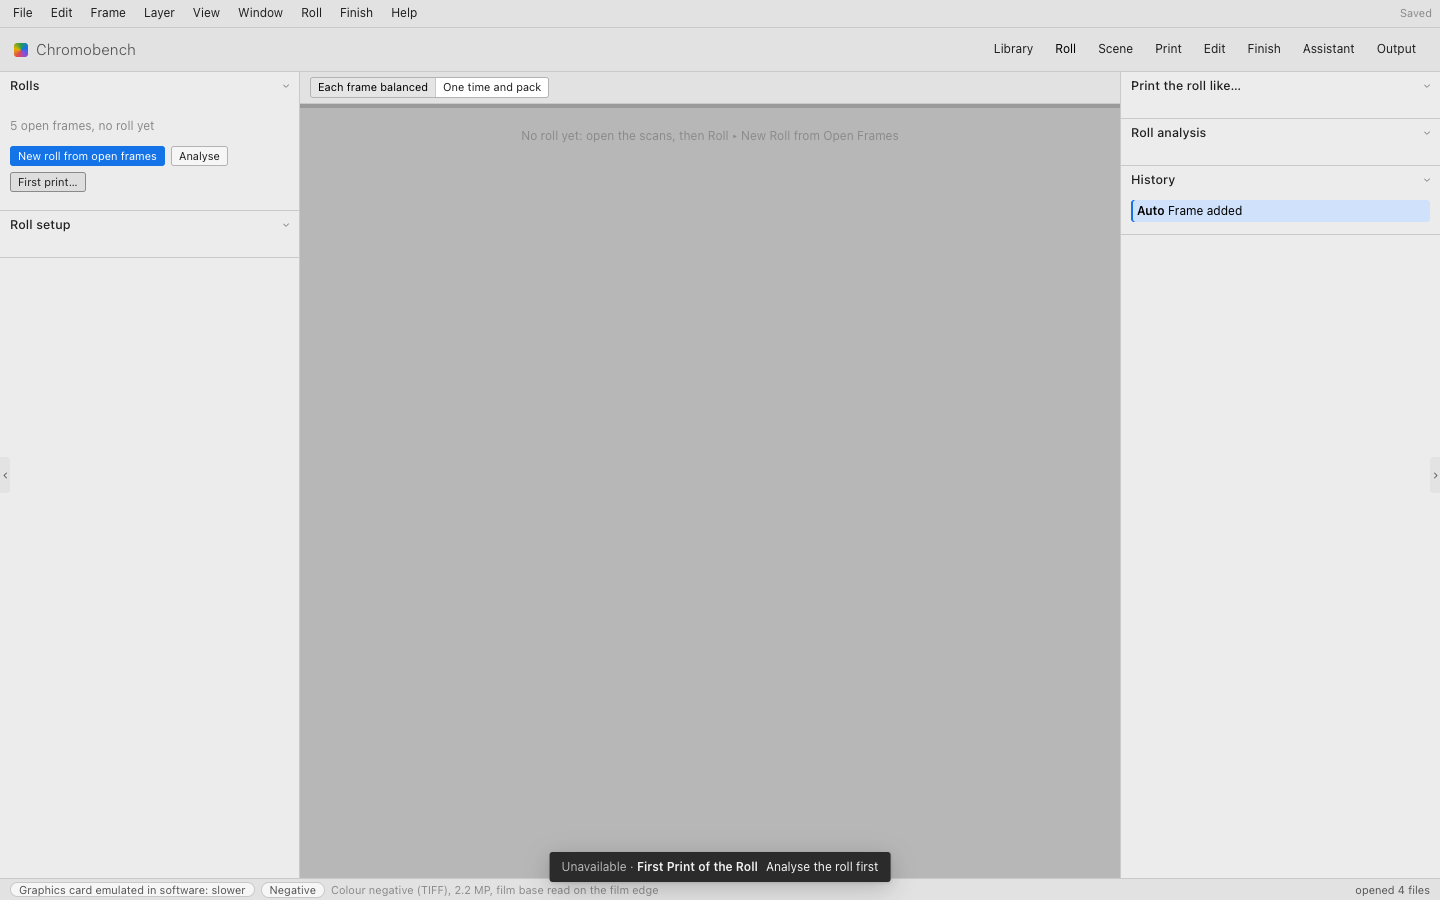 File Edit Frame Layer View Window Roll Finish Help Saved
Chromobench
Library Roll Scene Print Edit Finish Assistant Output
Rolls
5 open frames, no roll yet
New roll from open frames Analyse
First print...
Roll setup
Each frame balanced One time and pack
No roll yet: open the scans, then Roll ▸ New Roll from Open Frames
Print the roll like...
Roll analysis
History
Auto Frame added
Unavailable · First Print of the Roll Analyse the roll first
Graphics card emulated in software: slower Negative Colour negative (TIFF), 2.2 MP, film base read on the film edge opened 4 files